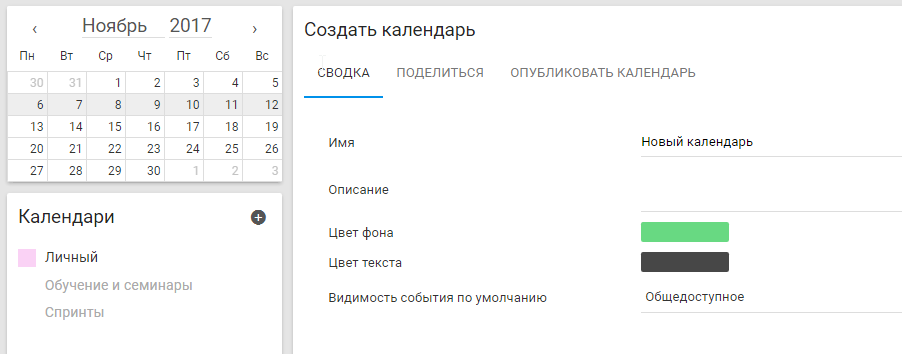 ‹ Ноябрь 2017 ›
Пн Вт Ср Чт Пт Сб Вс
30 31 1 2 3 4 5
6 7 8 9 10 11 12
13 14 15 16 17 18 19
20 21 22 23 24 25 26
27 28 29 30 1 2 3
Календари
Личный
Обучение и семинары
Спринты
Создать календарь
СВОДКА ПОДЕЛИТЬСЯ ОПУБЛИКОВАТЬ КАЛЕНДАРЬ
Имя Новый календарь
Описание
Цвет фона
Цвет текста
Видимость события по умолчанию Общедоступное